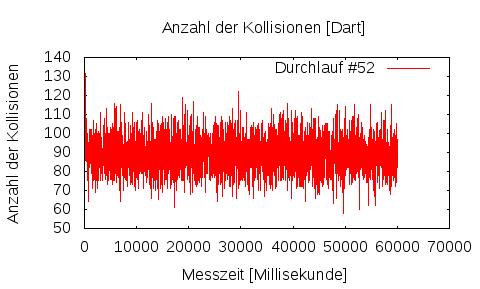 Anzahl der Kollisionen [Dart]
Durchlauf #52
Anzahl der Kollisionen
140
130
120
110
100
90
80
70
60
50
0 10000 20000 30000 40000 50000 60000 70000
Messzeit [Millisekunde]